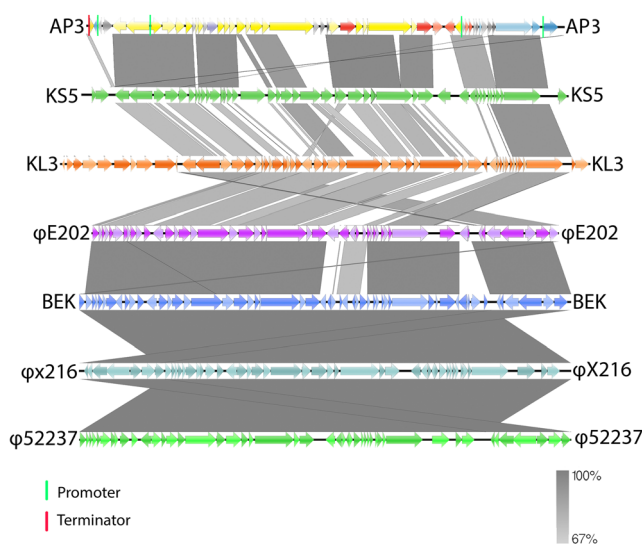 AP3 AP3
KS5 KS5
KL3 KL3
φE202 φE202
BEK BEK
φx216 φX216
φ52237 φ52237
Promoter
Terminator
100%
67%